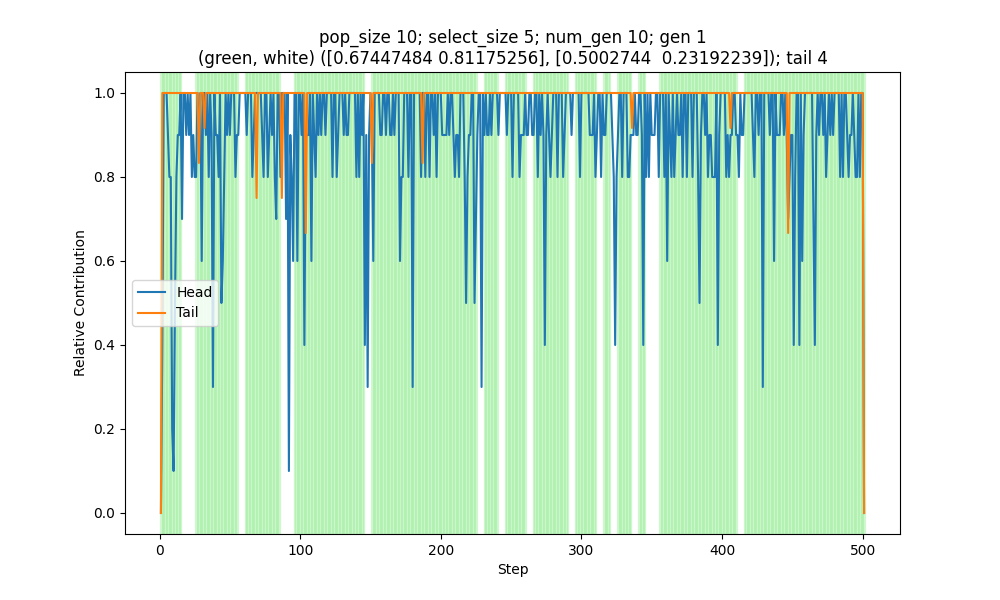 pop_size 10; select_size 5; num_gen 10; gen 1
(green, white) ([0.67447484 0.81175256], [0.5002744  0.23192239]); tail 4
1.0
0.8
0.6
0.4
0.2
0.0
Relative Contribution
Head
Tail
0
100
200
300
400
500
Step